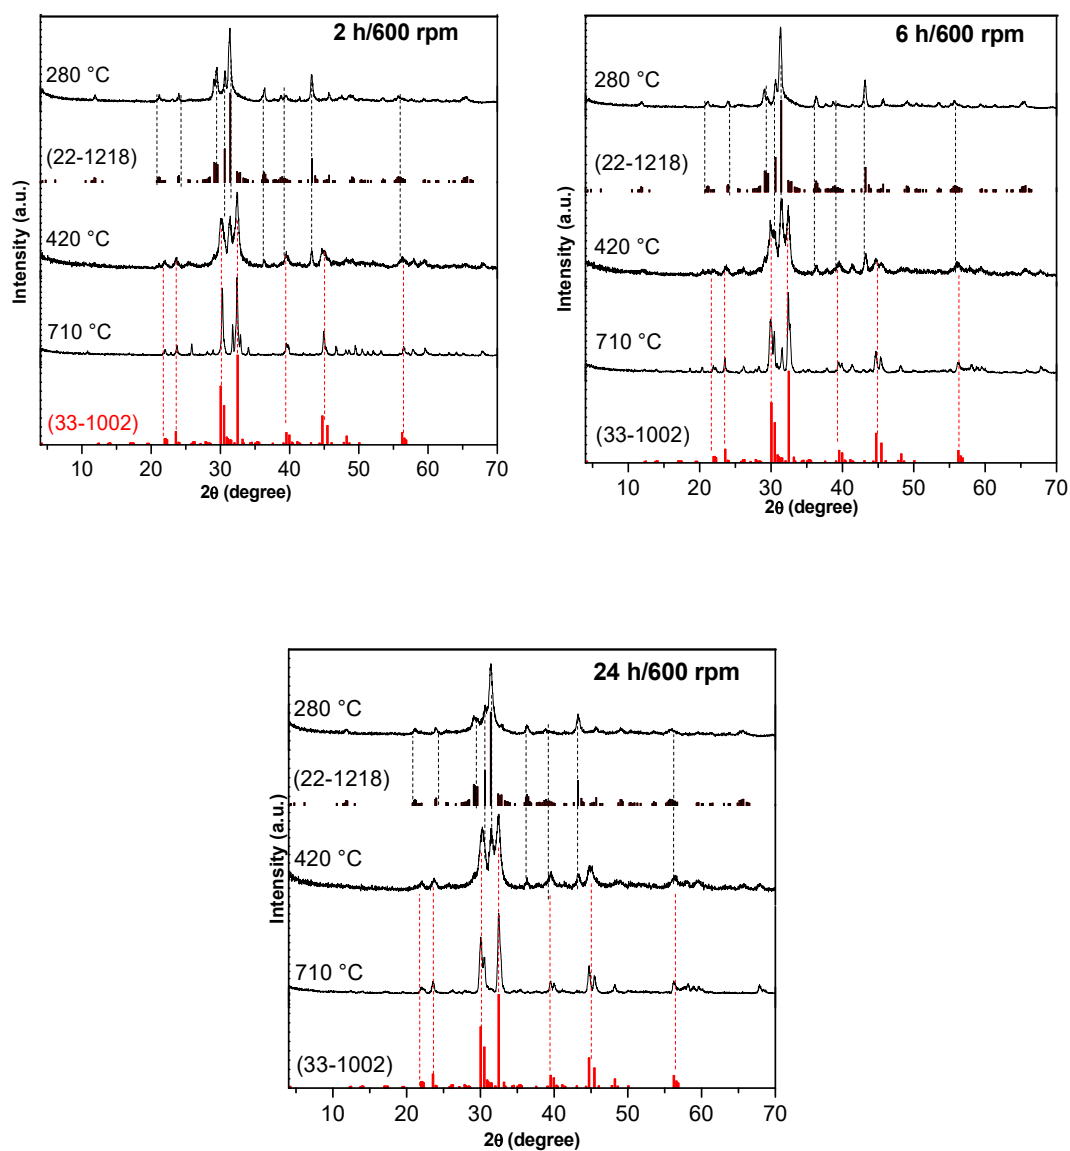 2 h/600 rpm
280 °C
(22-1218)
420 °C
710 °C
(33-1002)
Intensity (a.u.)
10 20 30 40 50 60 70
2θ (degree)
6 h/600 rpm
280 °C
(22-1218)
420 °C
710 °C
(33-1002)
Intensity (a.u.)
10 20 30 40 50 60 70
2θ (degree)
24 h/600 rpm
280 °C
(22-1218)
420 °C
710 °C
(33-1002)
Intensity (a.u.)
10 20 30 40 50 60 70
2θ (degree)